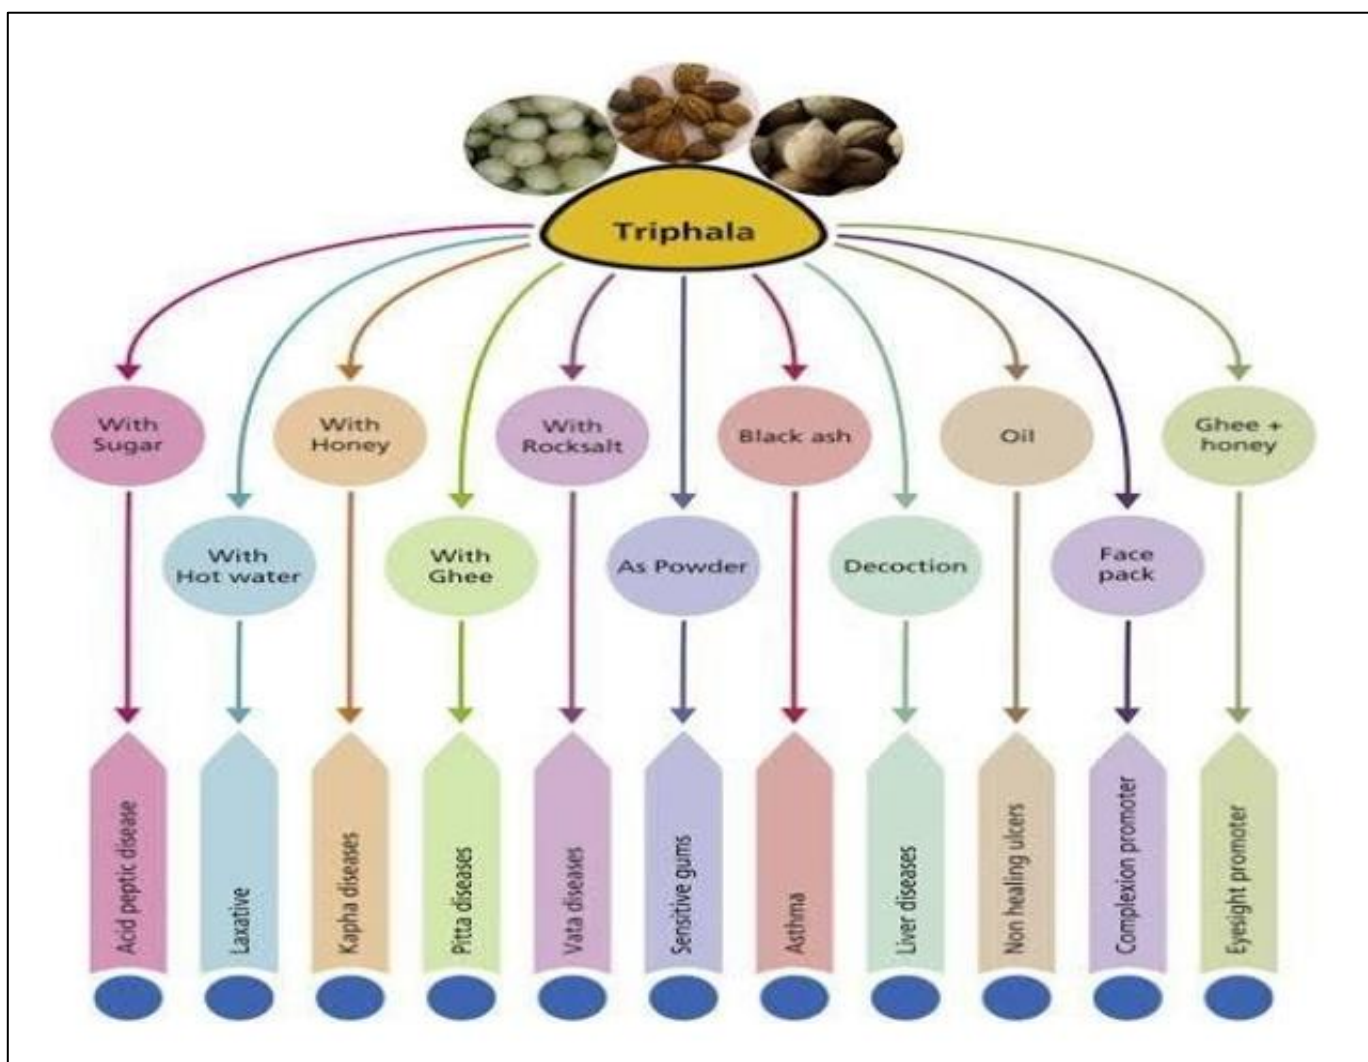 Triphala
With
Sugar
With
Honey
With
Rocksalt
Black ash
Oil
Ghee +
honey
With
Hot water
With
Ghee
As Powder
Decoction
Face
pack
Acid peptic disease
Laxative
Kapha diseases
Pitta diseases
Vata diseases
Sensitive gums
Asthma
Liver diseases
Non healing ulcers
Complexion promoter
Eyesight promoter